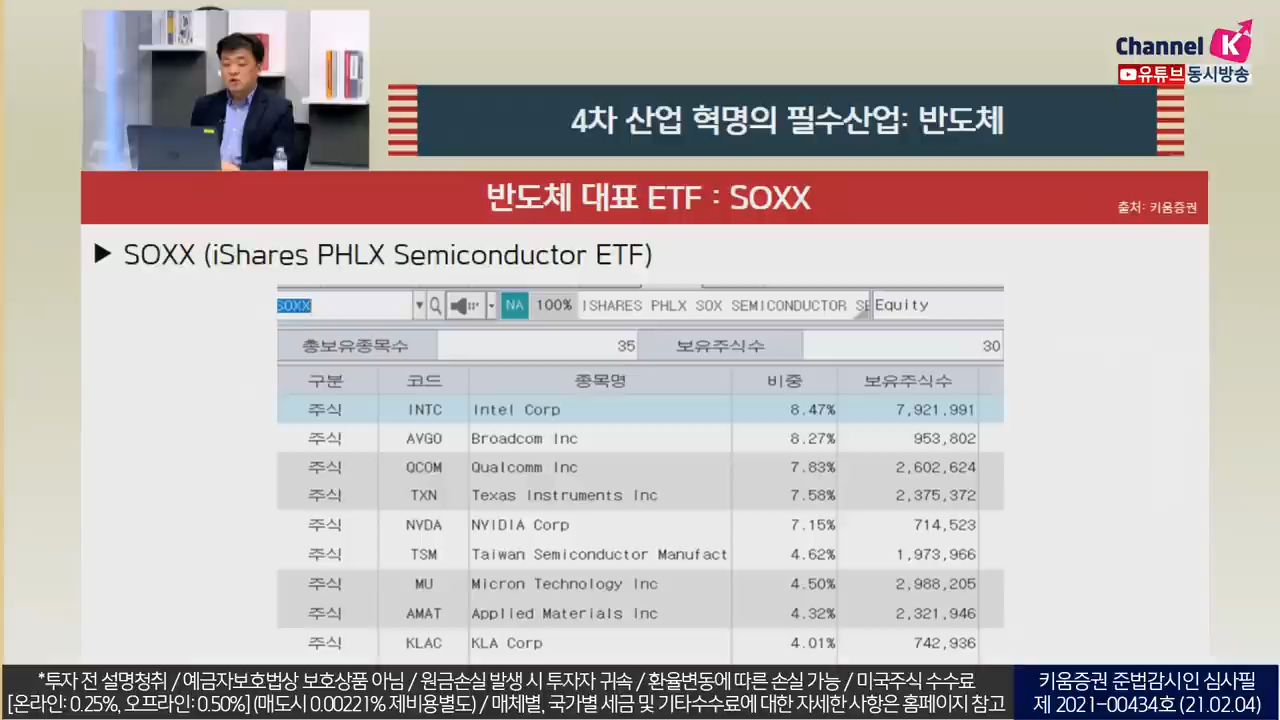 Channel K
유튜브동시방송
4차 산업 혁명의 필수산업: 반도체
반도체 대표 ETF : SOXX
출처: 키움증권
▶ SOXX (iShares PHLX Semiconductor ETF)
SOXX NA 100% ISHARES PHLX SOX SEMICONDUCTOR SE Equity
총보유종목수 35 보유주식수 30
구분 코드 종목명 비중 보유주식수
주식 INTC Intel Corp 8.47% 7,921,991
주식 AVGO Broadcom Inc 8.27% 953,802
주식 QCOM Qualcomm Inc 7.83% 2,602,624
주식 TXN Texas Instruments Inc 7.58% 2,375,372
주식 NVDA NVIDIA Corp 7.15% 714,523
주식 TSM Taiwan Semiconductor Manufact 4.62% 1,973,966
주식 MU Micron Technology Inc 4.50% 2,988,205
주식 AMAT Applied Materials Inc 4.32% 2,321,946
주식 KLAC KLA Corp 4.01% 742,936
*투자 전 설명청취 / 예금자보호법상 보호상품 아님 / 원금손실 발생 시 투자자 귀속 / 환율변동에 따른 손실 가능 / 미국주식 수수료
[온라인: 0.25%, 오프라인: 0.50%] (매도시 0.00221% 제비용별도) / 매체별, 국가별 세금 및 기타수수료에 대한 자세한 사항은 홈페이지 참고
키움증권 준법감시인 심사필
제 2021-00434호 (21.02.04)